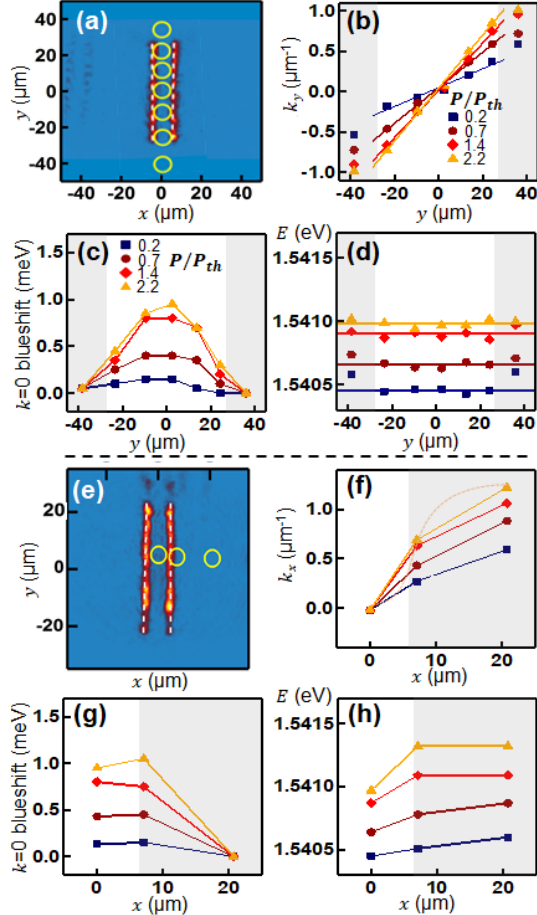 (a)
40
20
0
-20
-40
y (μm)
-40 -20 0 20 40
x (μm)
(b)
1.0
0.5
0.0
-0.5
-1.0
k_y (μm⁻¹)
P/P_th
0.2
0.7
1.4
2.2
-40 -20 0 20 40
y (μm)
(c)
1.5
1.0
0.5
0.0
k=0 blueshift (meV)
0.2 P/P_th
0.7
1.4
2.2
-40 -20 0 20 40
y (μm)
E (eV)
(d)
1.5415
1.5410
1.5405
-40 -20 0 20 40
y (μm)
(e)
20
0
-20
y (μm)
x (μm)
(f)
1.0
0.5
0.0
k_x (μm⁻¹)
0 10 20
x (μm)
(g)
1.5
1.0
0.5
0.0
k=0 blueshift (meV)
0 10 20
x (μm)
E (eV)
(h)
1.5415
1.5410
1.5405
0 10 20
x (μm)